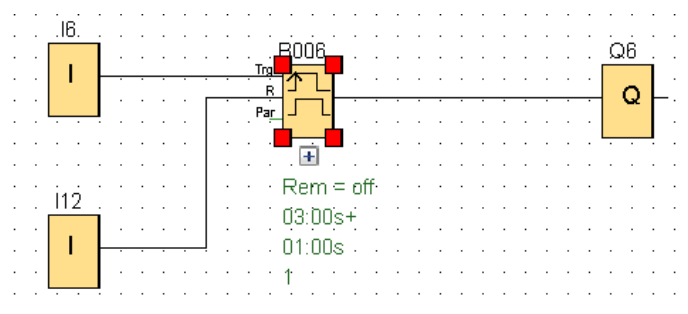 I6
B006
Q6
I
Trg
R
Par
Q
Rem = off
03:00s+
01:00s
I12
I
1